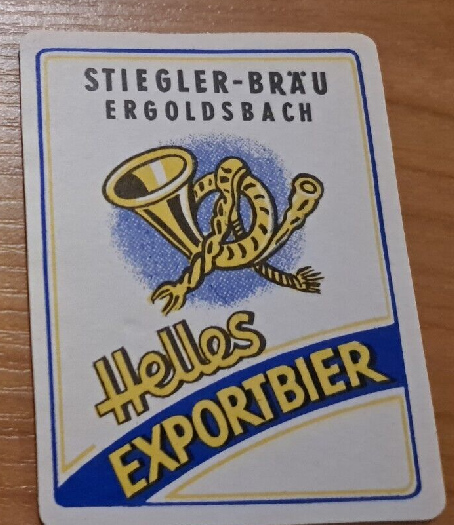 STIEGLER-BRÄU
ERGOLDSBACH
Helles
EXPORTBIER